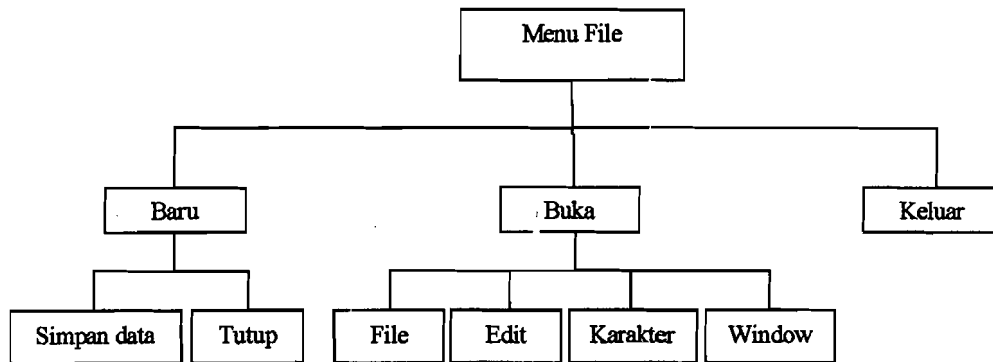 Menu File
Baru
Buka
Keluar
Simpan data
Tutup
File
Edit
Karakter
Window